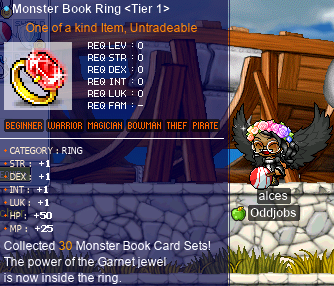 Monster Book Ring <Tier 1>
One of a kind Item, Untradeable
REQ LEV : 0
REQ STR : 0
REQ DEX : 0
REQ INT : 0
REQ LUK : 0
REQ FAM : -
BEGINNER WARRIOR MAGICIAN BOWMAN THIEF PIRATE
CATEGORY : RING
STR : +1
DEX : +1
INT : +1
LUK : +1
HP : +50
MP : +25
Collected 30 Monster Book Card Sets!
The power of the Garnet jewel
is now inside the ring.
alces
Oddjobs